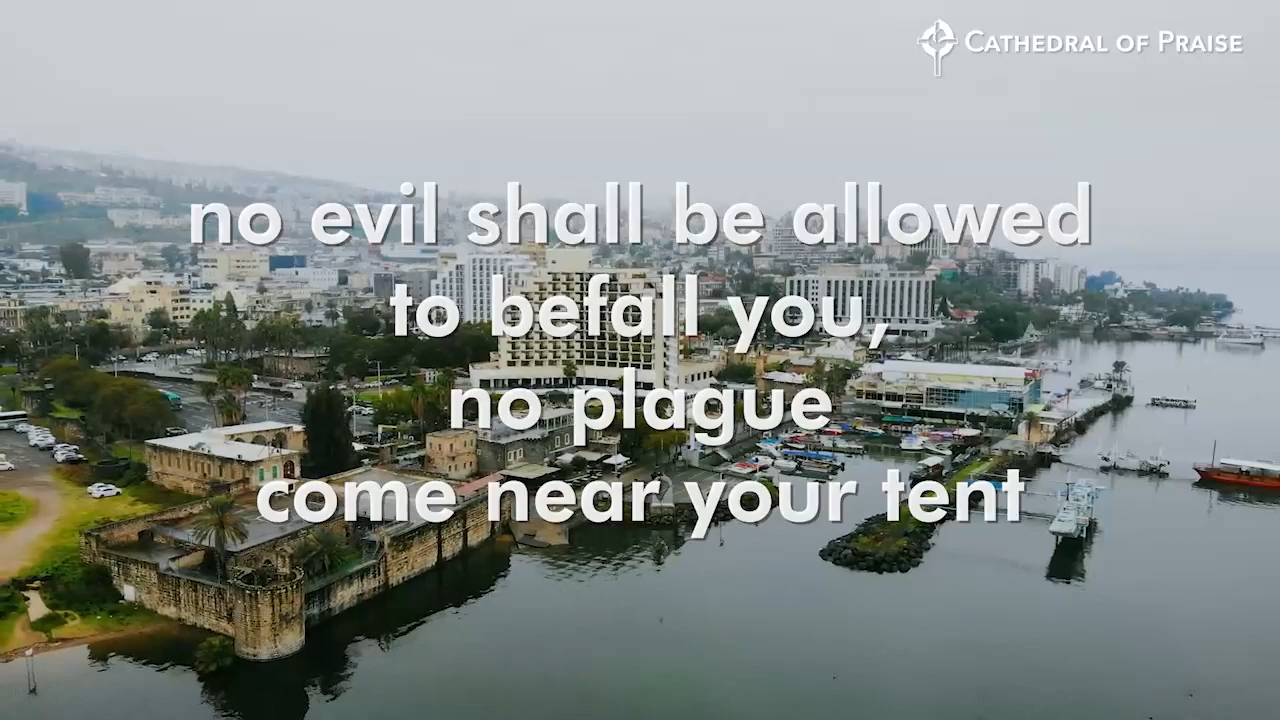 CATHEDRAL OF PRAISE
no evil shall be allowed
to befall you,
no plague
come near your tent